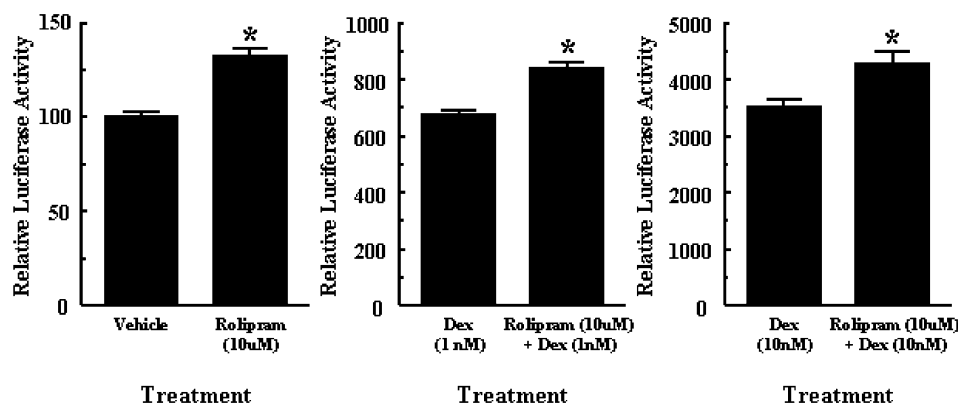 Relative Luciferase Activity
150
100
50
0
*
Vehicle
Rolipram
(10uM)
Treatment
Relative Luciferase Activity
1000
800
600
400
200
0
*
Dex
(1 nM)
Rolipram (10uM)
+ Dex (1nM)
Treatment
Relative Luciferase Activity
5000
4000
3000
2000
1000
0
*
Dex
(10nM)
Rolipram (10uM)
+ Dex (10nM)
Treatment